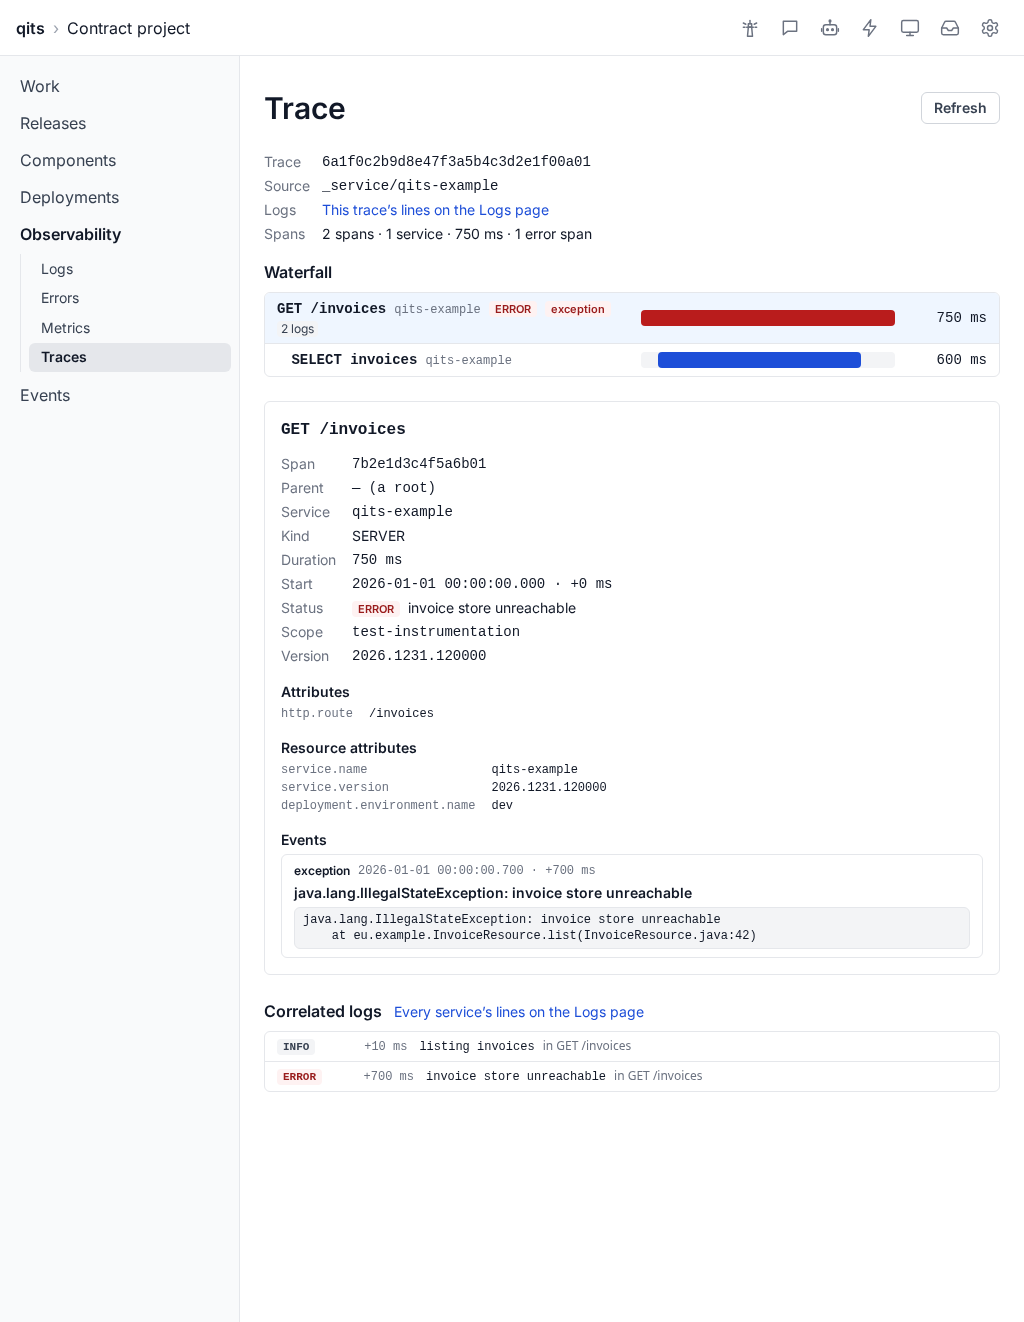 qits › Contract project
Work
Releases
Components
Deployments
Observability
Logs
Errors
Metrics
Traces
Events
Trace
Refresh
Trace 6a1f0c2b9d8e47f3a5b4c3d2e1f00a01
Source _service/qits-example
Logs This trace’s lines on the Logs page
Spans 2 spans · 1 service · 750 ms · 1 error span
Waterfall
GET /invoices qits-example ERROR exception
2 logs
750 ms
SELECT invoices qits-example
600 ms
GET /invoices
Span 7b2e1d3c4f5a6b01
Parent — (a root)
Service qits-example
Kind SERVER
Duration 750 ms
Start 2026-01-01 00:00:00.000 · +0 ms
Status ERROR invoice store unreachable
Scope test-instrumentation
Version 2026.1231.120000
Attributes
http.route /invoices
Resource attributes
service.name qits-example
service.version 2026.1231.120000
deployment.environment.name dev
Events
exception 2026-01-01 00:00:00.700 · +700 ms
java.lang.IllegalStateException: invoice store unreachable
java.lang.IllegalStateException: invoice store unreachable
at eu.example.InvoiceResource.list(InvoiceResource.java:42)
Correlated logs Every service’s lines on the Logs page
INFO +10 ms listing invoices in GET /invoices
ERROR +700 ms invoice store unreachable in GET /invoices